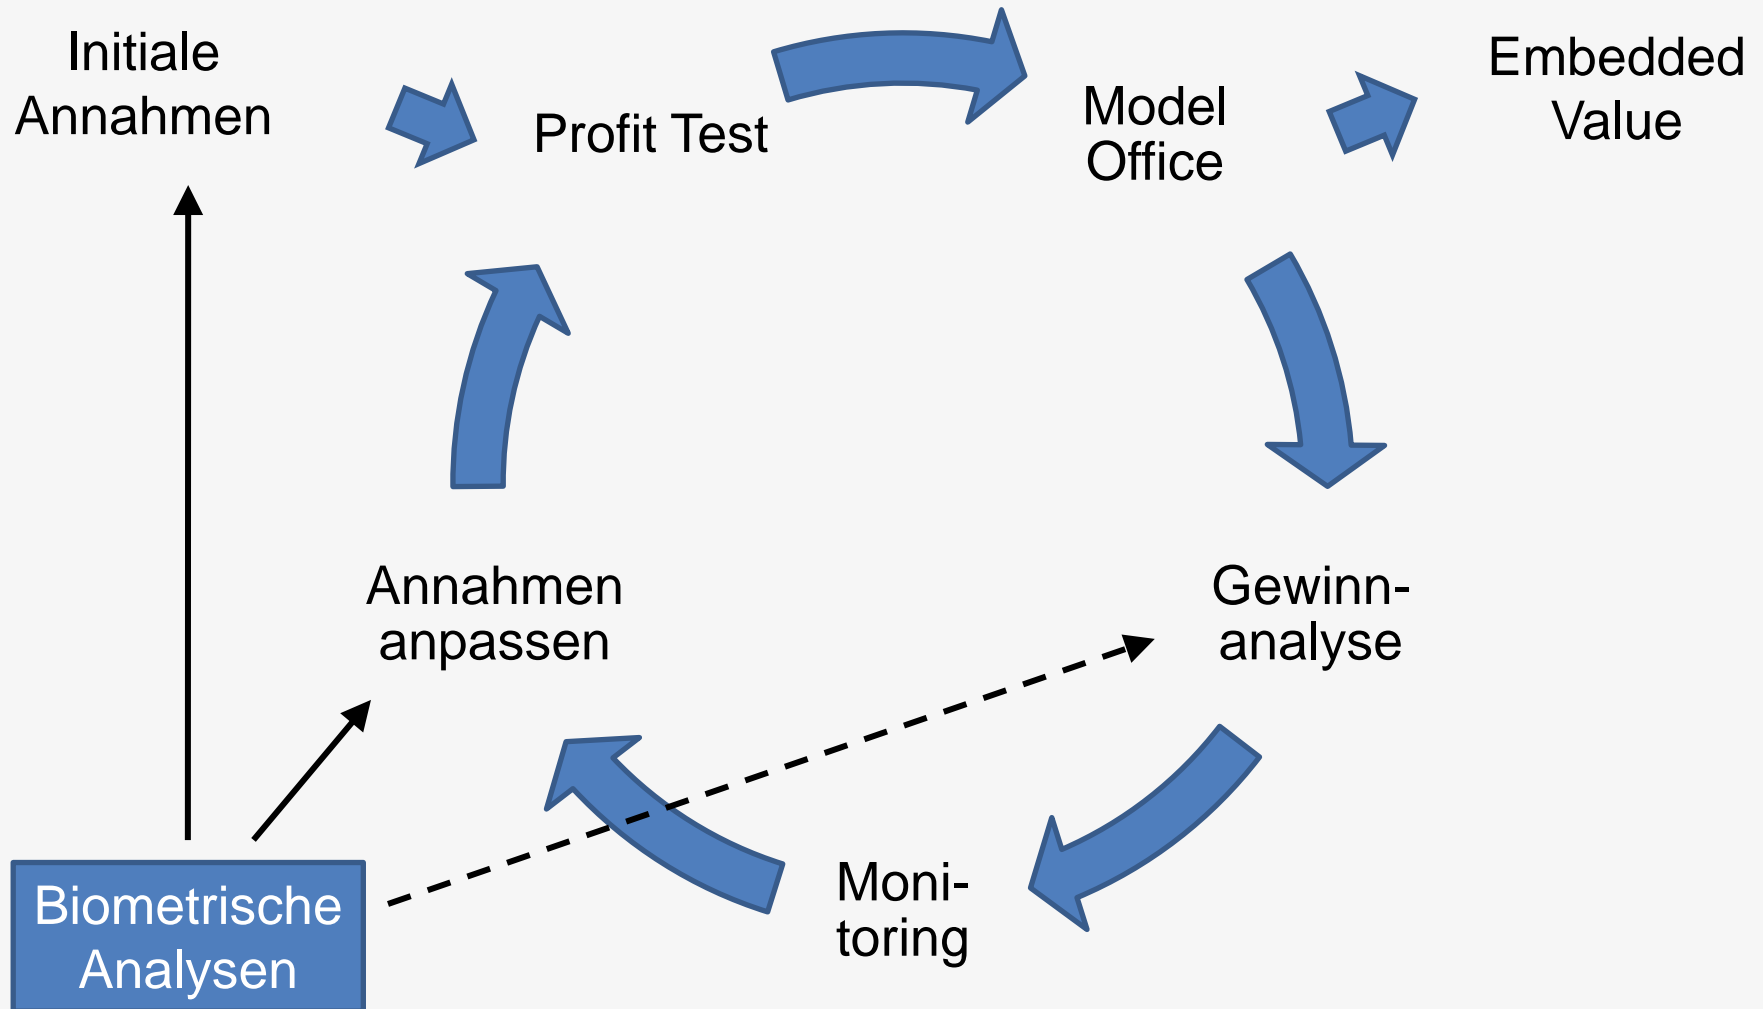 Initiale
Annahmen
Profit Test
Model
Office
Embedded
Value
Annahmen
anpassen
Gewinn-
analyse
Moni-
toring
Biometrische
Analysen